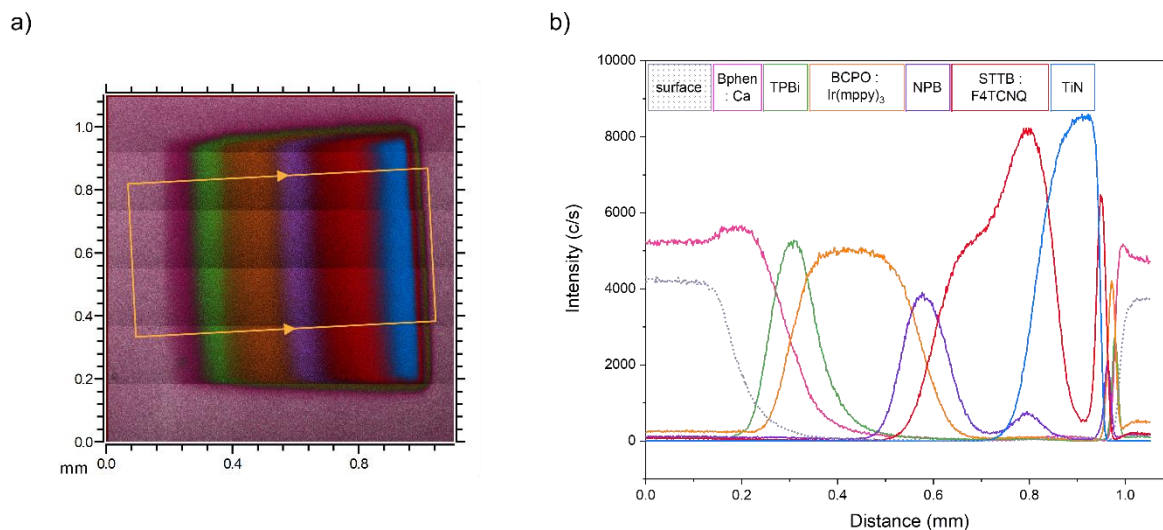 a)
1.0
0.8
0.6
0.4
0.2
0.0
mm
0.0
0.4
0.8
b)
10000
8000
6000
4000
2000
0
Intensity (c/s)
surface
Bphen
: Ca
TPBi
BCPO :
Ir(mppy)3
NPB
STTB :
F4TCNQ
TiN
0.0
0.2
0.4
0.6
0.8
1.0
Distance (mm)